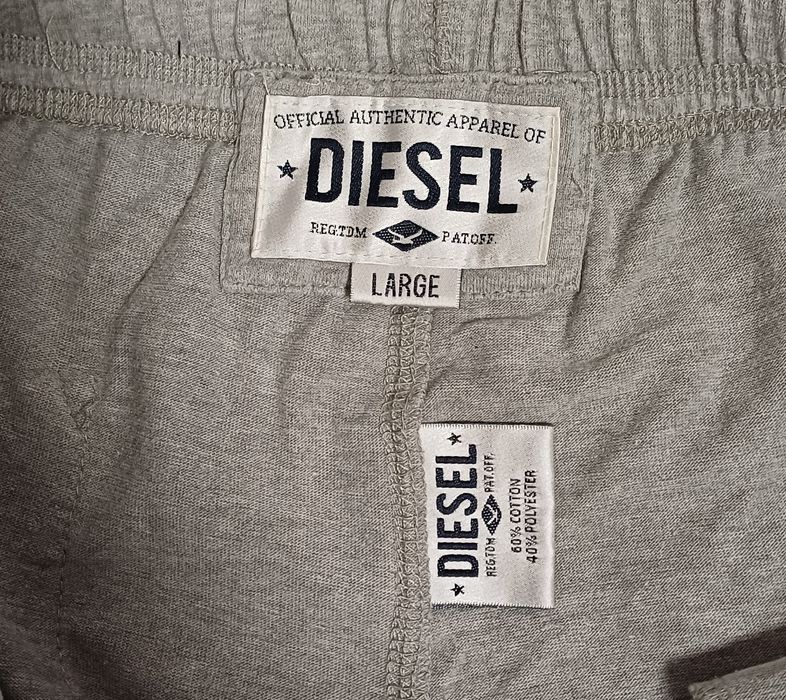 OFFICIAL AUTHENTIC APPAREL OF
DIESEL
REG.TDM PAT.OFF.
LARGE
DIESEL
REG.TDM PAT.OFF.
60% COTTON
40% POLYESTER